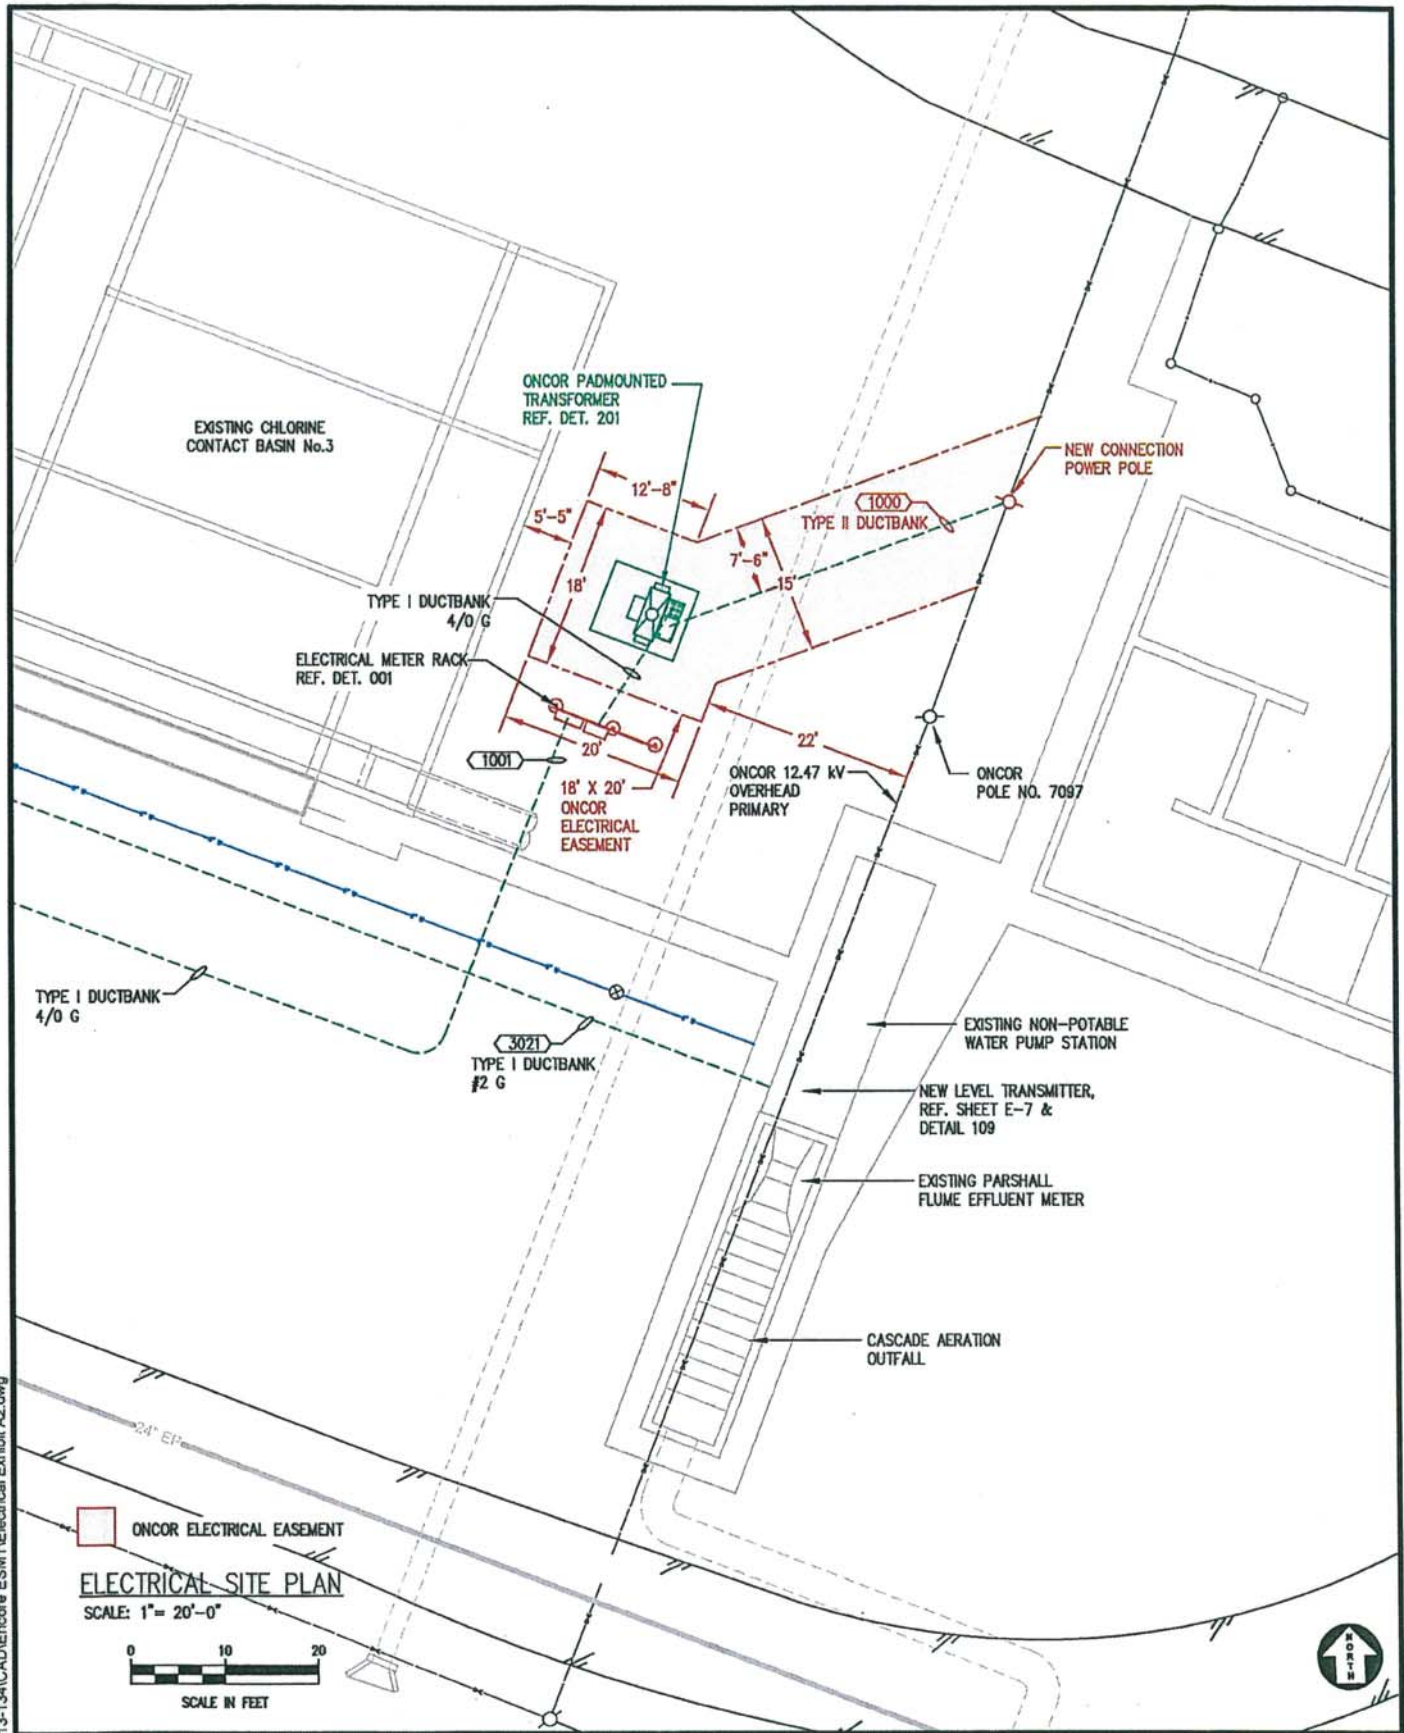 ONCOR PADMOUNTED
TRANSFORMER
REF. DET. 201
EXISTING CHLORINE
CONTACT BASIN No.3
NEW CONNECTION
POWER POLE
12'-8"
1000
TYPE II DUCTBANK
5'-5"
7'-6"
15'
18'
TYPE I DUCTBANK
4/0 G
ELECTRICAL METER RACK
REF. DET. 001
20'
22'
1001
18' X 20'
ONCOR
ELECTRICAL
EASEMENT
ONCOR 12.47 kV
OVERHEAD
PRIMARY
ONCOR
POLE NO. 7097
TYPE I DUCTBANK
4/0 G
3021
TYPE I DUCTBANK
#2 G
EXISTING NON-POTABLE
WATER PUMP STATION
NEW LEVEL TRANSMITTER,
REF. SHEET E-7 &
DETAIL 109
EXISTING PARSHALL
FLUME EFFLUENT METER
CASCADE AERATION
OUTFALL
24" EP
ONCOR ELECTRICAL EASEMENT
ELECTRICAL SITE PLAN
SCALE: 1"= 20'-0"
0 10 20
SCALE IN FEET
NORTH